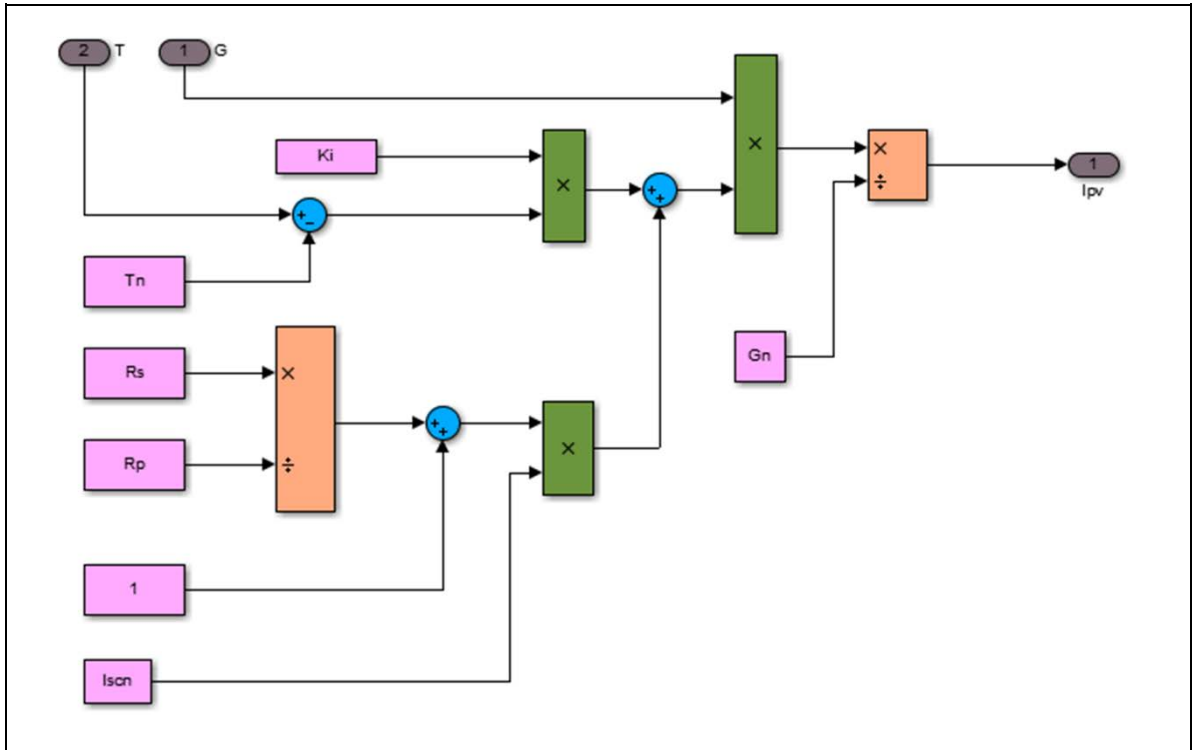 2 T
1 G
Ki
×
×
×
÷
1
Ipv
+
−
+
+
Tn
Rs
×
Gn
Rp
÷
+
+
×
1
Iscn